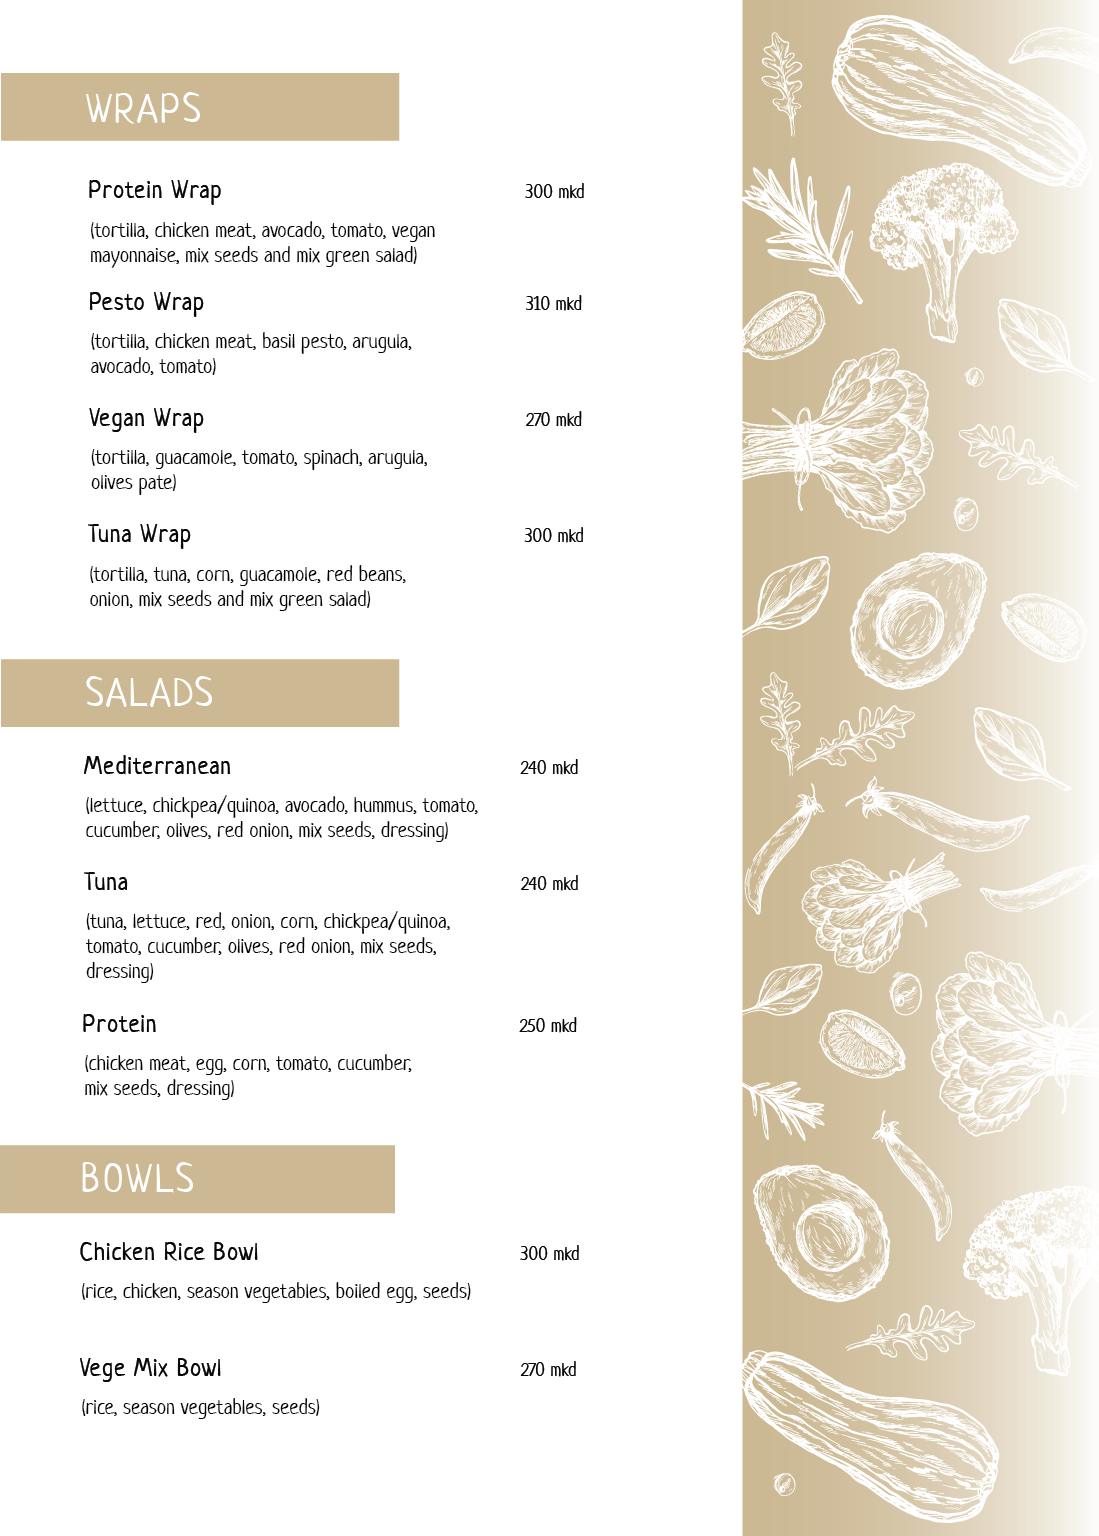 WRAPS
Protein Wrap 300 mkd
(tortilla, chicken meat, avocado, tomato, vegan
mayonnaise, mix seeds and mix green salad)
Pesto Wrap 310 mkd
(tortilla, chicken meat, basil pesto, arugula,
avocado, tomato)
Vegan Wrap 270 mkd
(tortilla, guacamole, tomato, spinach, arugula,
olives pate)
Tuna Wrap 300 mkd
(tortilla, tuna, corn, guacamole, red beans,
onion, mix seeds and mix green salad)
SALADS
Mediterranean 240 mkd
(lettuce, chickpea/quinoa, avocado, hummus, tomato,
cucumber, olives, red onion, mix seeds, dressing)
Tuna 240 mkd
(tuna, lettuce, red, onion, corn, chickpea/quinoa,
tomato, cucumber, olives, red onion, mix seeds,
dressing)
Protein 250 mkd
(chicken meat, egg, corn, tomato, cucumber,
mix seeds, dressing)
BOWLS
Chicken Rice Bowl 300 mkd
(rice, chicken, season vegetables, boiled egg, seeds)
Vege Mix Bowl 270 mkd
(rice, season vegetables, seeds)